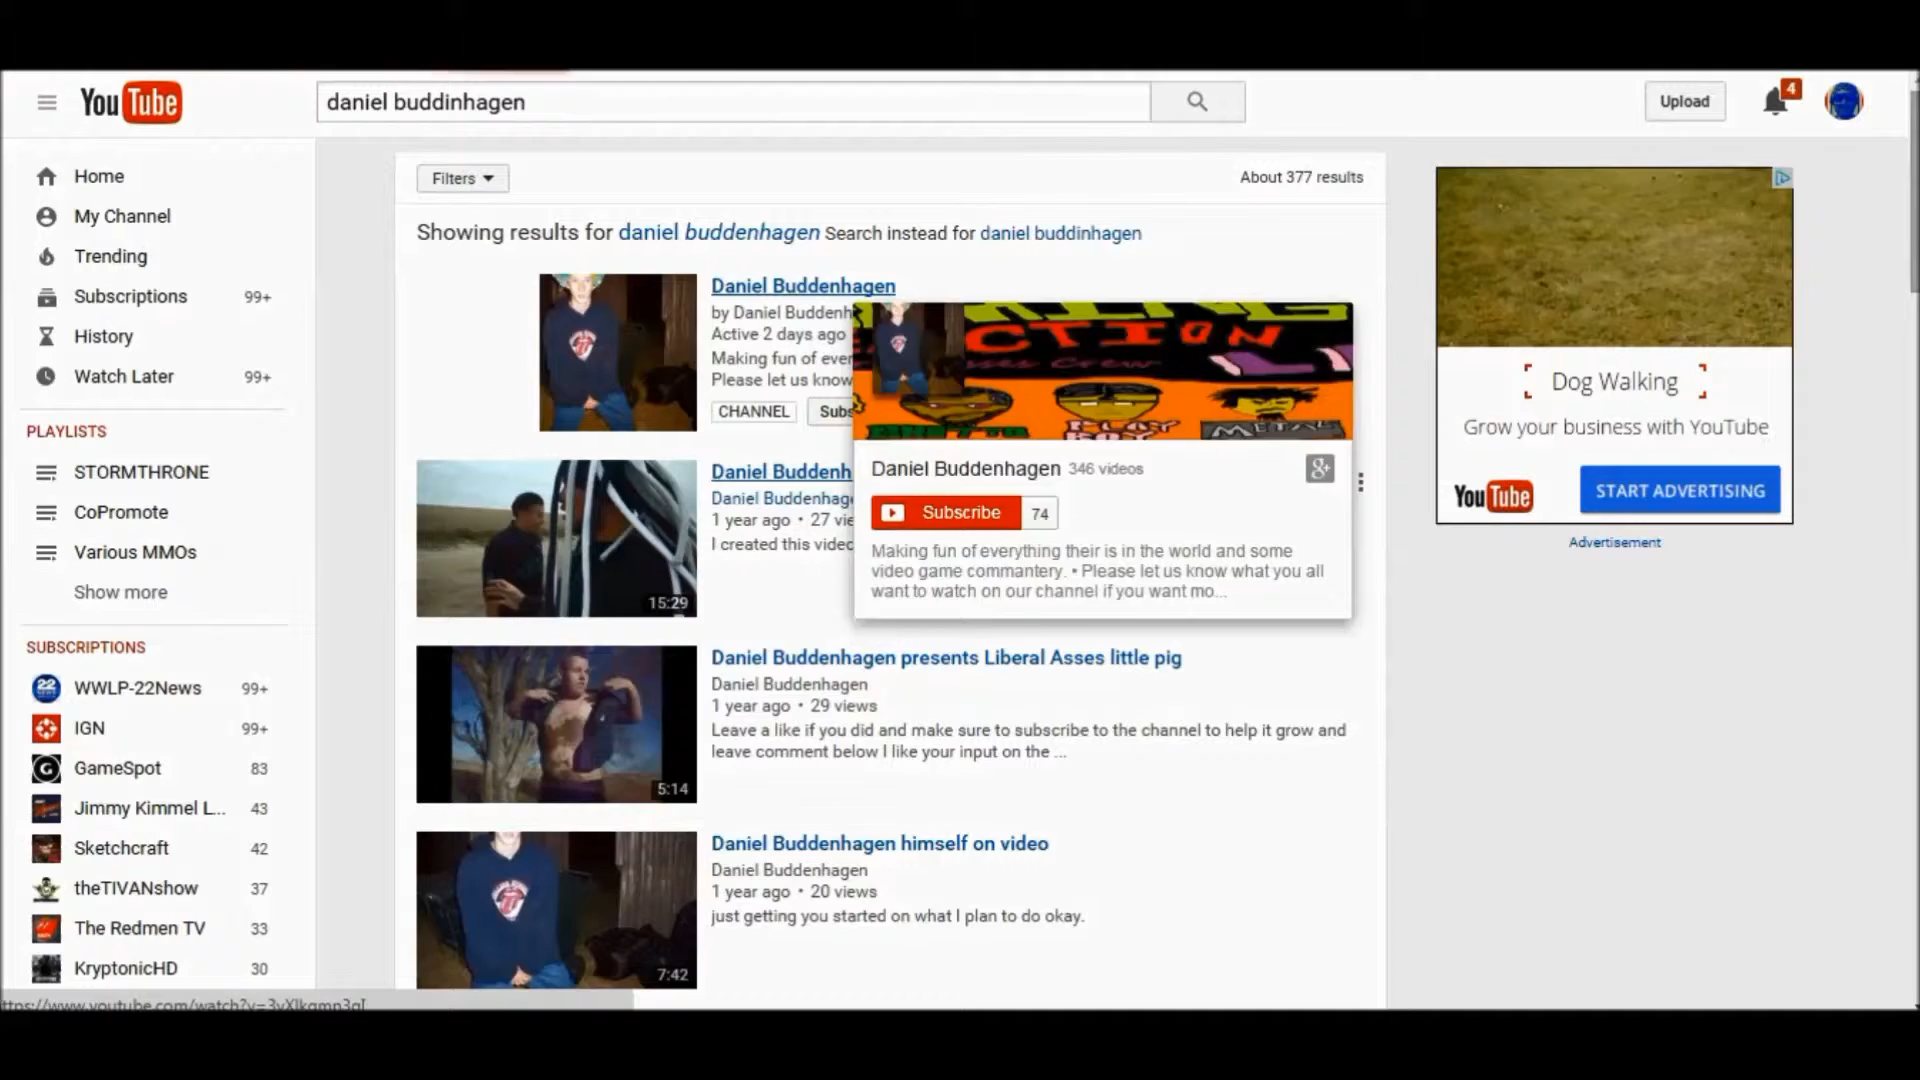 YouTube
daniel buddinhagen
Upload
4
Home
My Channel
Trending
Subscriptions 99+
History
Watch Later 99+
PLAYLISTS
STORMTHRONE
CoPromote
Various MMOs
Show more
SUBSCRIPTIONS
WWLP-22News 99+
IGN 99+
GameSpot 83
Jimmy Kimmel L... 43
Sketchcraft 42
theTIVANshow 37
The Redmen TV 33
KryptonicHD 30
Filters
About 377 results
Showing results for daniel buddenhagen Search instead for daniel buddinhagen
Daniel Buddenhagen
by Daniel Buddenh
Active 2 days ago
Making fun of ever
Please let us know
CHANNEL Subs
CTION
PLAY
BOY
METAL
Daniel Buddenhagen 346 videos
g+
Subscribe 74
Making fun of everything their is in the world and some
video game commantery. • Please let us know what you all
want to watch on our channel if you want mo...
Daniel Buddenh
Daniel Buddenhage
1 year ago • 27 vie
I created this videc
15:29
Daniel Buddenhagen presents Liberal Asses little pig
Daniel Buddenhagen
1 year ago • 29 views
Leave a like if you did and make sure to subscribe to the channel to help it grow and
leave comment below I like your input on the ...
5:14
Daniel Buddenhagen himself on video
Daniel Buddenhagen
1 year ago • 20 views
just getting you started on what I plan to do okay.
7:42
Dog Walking
Grow your business with YouTube
YouTube
START ADVERTISING
Advertisement